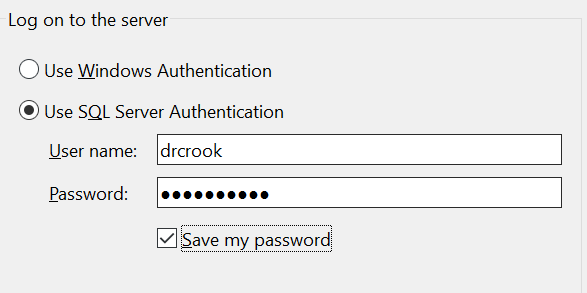 Log on to the server
Use Windows Authentication
Use SQL Server Authentication
User name: drcrook
Password: ●●●●●●●●●●
Save my password